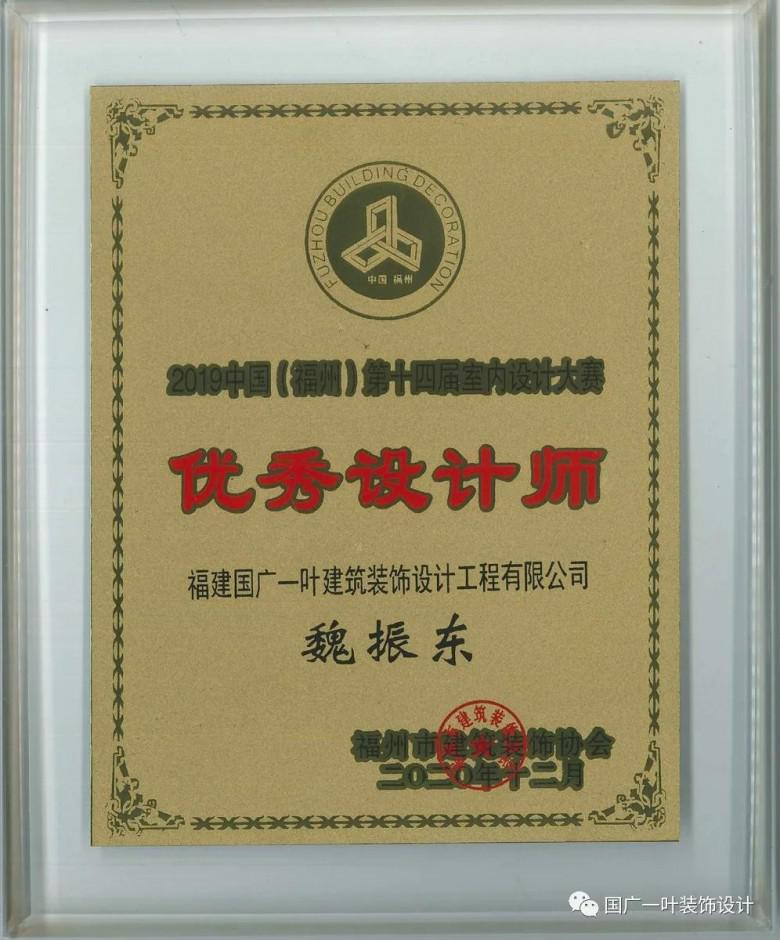 FUZHOU BUILDING DECORATION
中国 福州
2019中国(福州)第十四届室内设计大赛
优秀设计师
福建国广一叶建筑装饰设计工程有限公司
魏振东
福州市建筑装饰协会
二〇二〇年十二月
国广一叶装饰设计